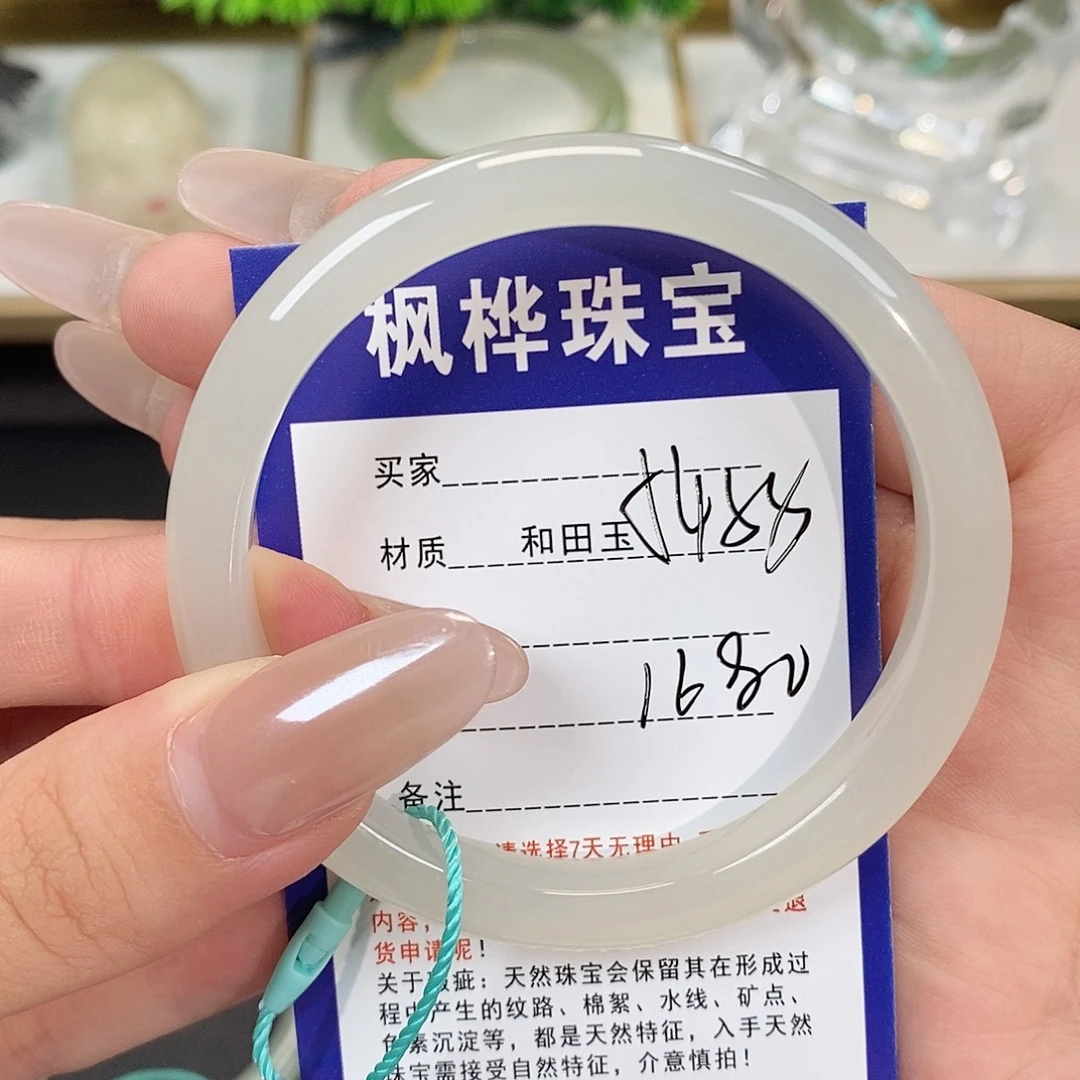 枫桦珠宝
买家
材质 和田玉
1680
备注
请选择7天无理由
退
内容，
货申请呢！
关于瑕疵：天然珠宝会保留其在形成过
程中产生的纹路、棉絮、水线、矿点、
色素沉淀等，都是天然特征，入手天然
珠宝需接受自然特征，介意慎拍！